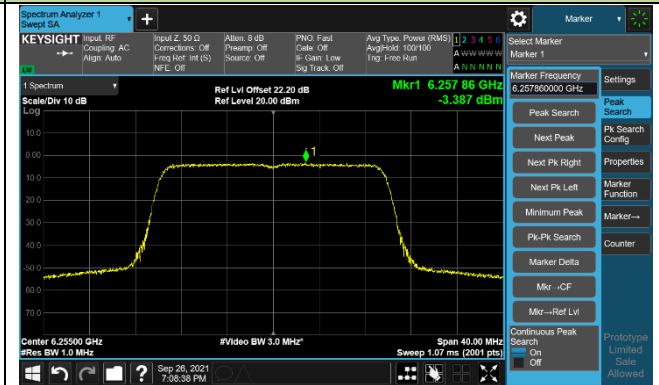 Spectrum Analyzer 1
Swept SA
+
Marker
KEYSIGHT
Input: RF
Coupling: AC
Align: Auto
Input Z: 50 Ω
Corrections: Off
Freq Ref: Int (S)
NFE: Off
Atten: 8 dB
Preamp: Off
Source: Off
PNO: Fast
Gate: Off
IF Gain: Low
Sig Track: Off
Avg Type: Power (RMS)
Avg|Hold: 100/100
Trig: Free Run
1 2 3 4 5 6
A W W W W W
A N N N N N
LXI
Select Marker
Marker 1
1 Spectrum
Scale/Div 10 dB
Log
Ref Lvl Offset 22.20 dB
Ref Level 20.00 dBm
Mkr1 6.257 86 GHz
-3.387 dBm
Marker Frequency
6.257860000 GHz
Peak Search
Next Peak
Next Pk Right
Next Pk Left
Minimum Peak
Pk-Pk Search
Marker Delta
Mkr→CF
Mkr→Ref Lvl
Continuous Peak
Search
On
Off
Settings
Peak
Search
Pk Search
Config
Properties
Marker
Function
Marker→
Counter
Prototype
Limited
Sale
Allowed
10.0
0.00
10.0
20.0
30.0
40.0
50.0
60.0
70.0
1
Center 6.25500 GHz
#Res BW 1.0 MHz
#Video BW 3.0 MHz*
Span 40.00 MHz
Sweep 1.07 ms (2001 pts)
?
Sep 26, 2021
7:08:38 PM